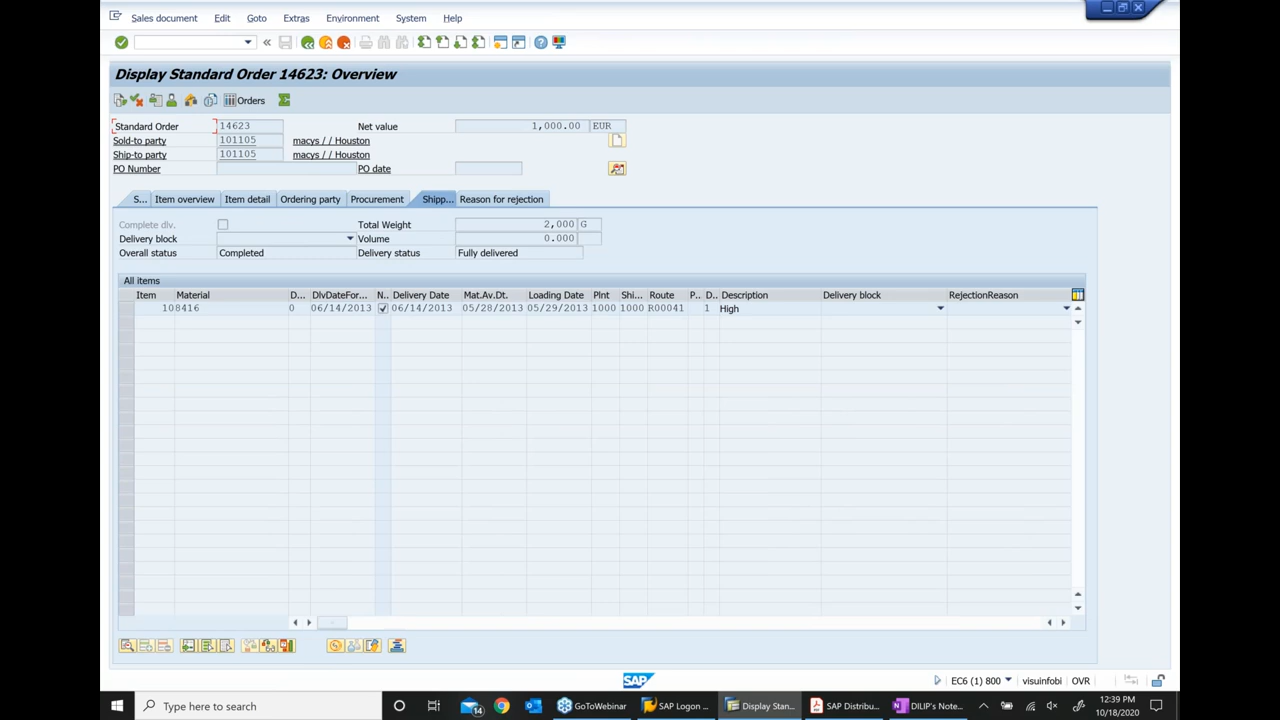 Sales document Edit Goto Extras Environment System Help
Display Standard Order 14623: Overview
Orders
Standard Order 14623 Net value 1,000.00 EUR
Sold-to party 101105 macys / / Houston
Ship-to party 101105 macys / / Houston
PO Number PO date
S... Item overview Item detail Ordering party Procurement Shipp... Reason for rejection
Complete dlv. Total Weight 2,000 G
Delivery block Volume 0.000
Overall status Completed Delivery status Fully delivered
All items
Item Material D... DlvDateFor... N.. Delivery Date Mat.Av.Dt. Loading Date Plnt Shi... Route P.. D.. Description Delivery block RejectionReason
10 8416 0 06/14/2013 06/14/2013 05/28/2013 05/29/2013 1000 1000 R00041 1 High
SAP EC6 (1) 800 visuinfobi OVR
Type here to search 14 GoToWebinar SAP Logon ... Display Stan... SAP Distribu... DILIP's Note... 12:39 PM
10/18/2020